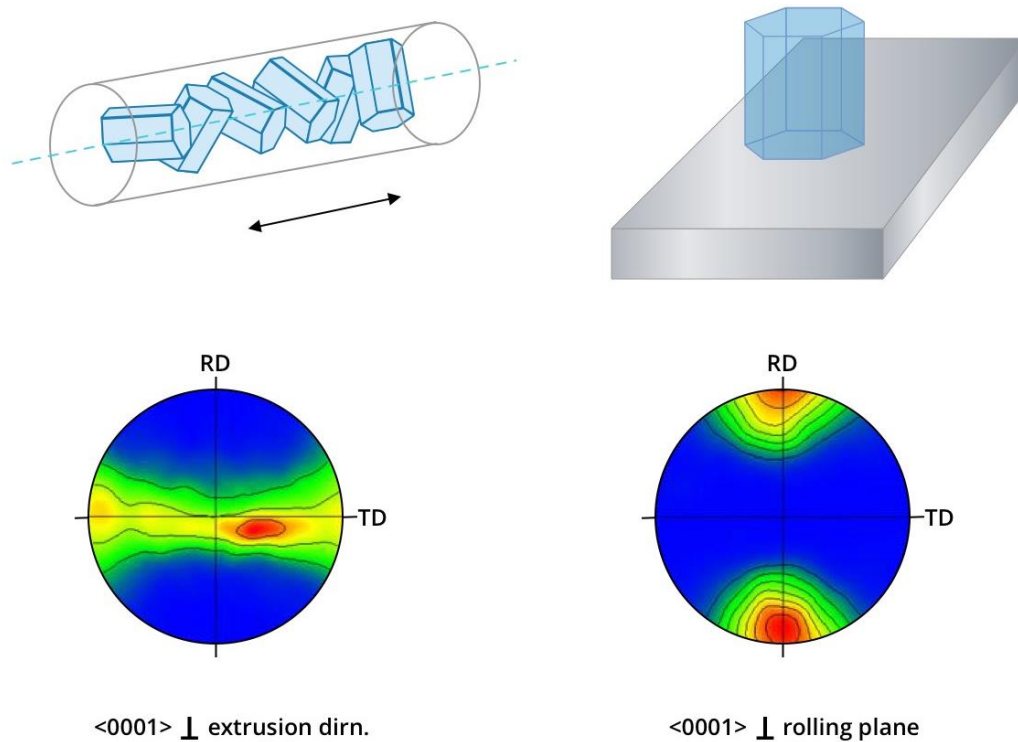 RD
TD
<0001> ⊥ extrusion dirn.
RD
TD
<0001> ⊥ rolling plane